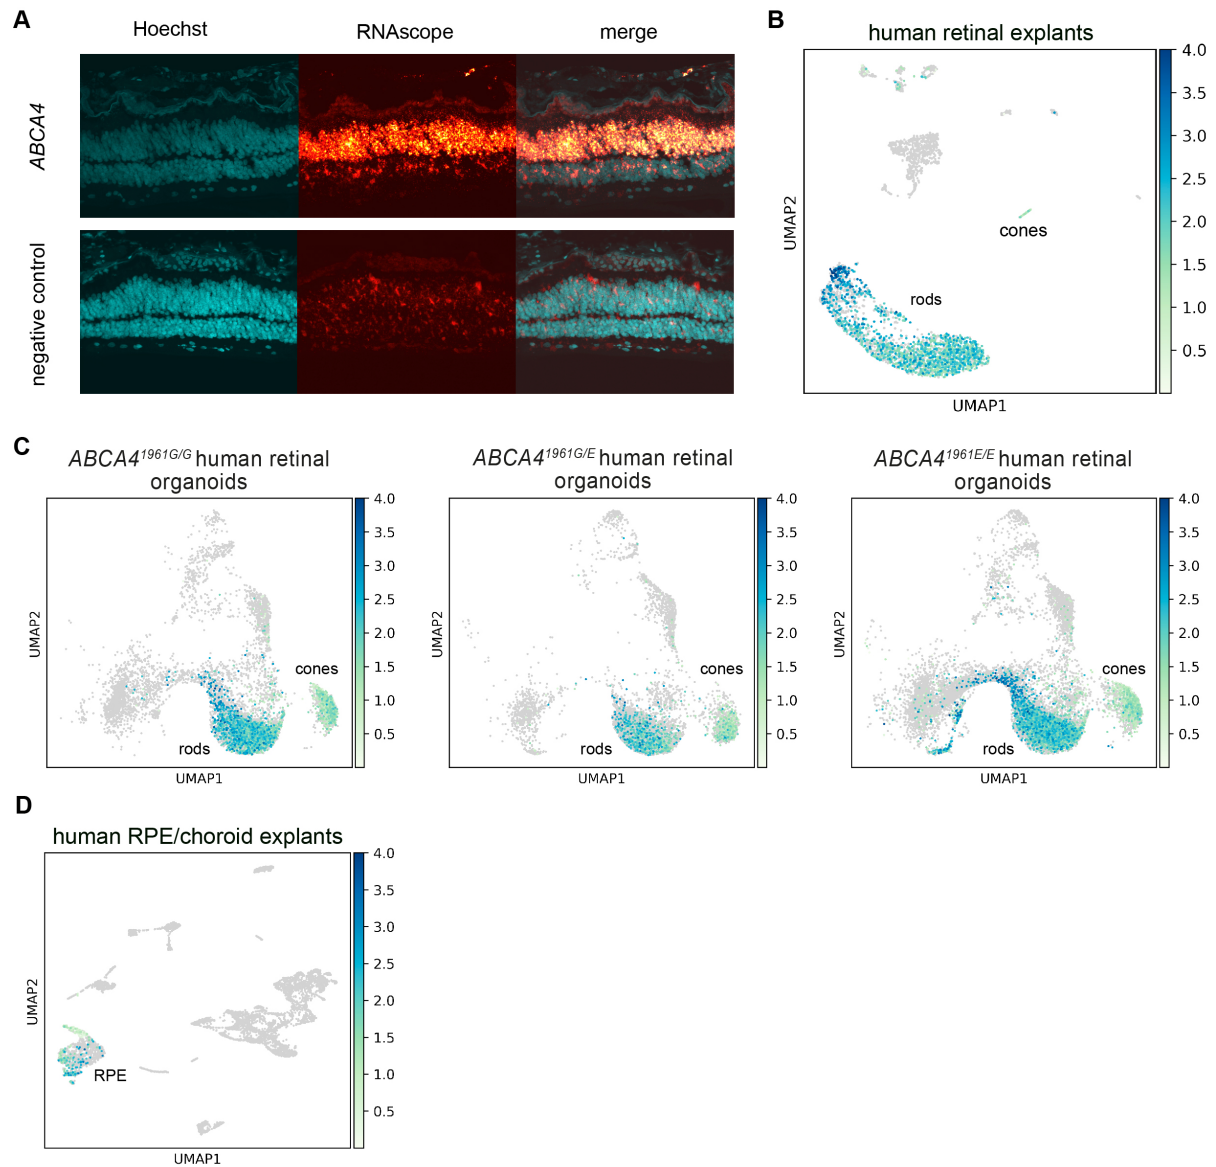 A
Hoechst
RNAscope
merge
ABCA4
negative control
B
human retinal explants
UMAP2
cones
rods
UMAP1
4.0
3.5
3.0
2.5
2.0
1.5
1.0
0.5
C
ABCA4 1961G/G human retinal
organoids
UMAP2
cones
rods
UMAP1
4.0
3.5
3.0
2.5
2.0
1.5
1.0
0.5
ABCA4 1961G/E human retinal
organoids
UMAP2
cones
rods
UMAP1
4.0
3.5
3.0
2.5
2.0
1.5
1.0
0.5
ABCA4 1961E/E human retinal
organoids
UMAP2
cones
rods
UMAP1
4.0
3.5
3.0
2.5
2.0
1.5
1.0
0.5
D
human RPE/choroid explants
UMAP2
RPE
UMAP1
4.0
3.5
3.0
2.5
2.0
1.5
1.0
0.5